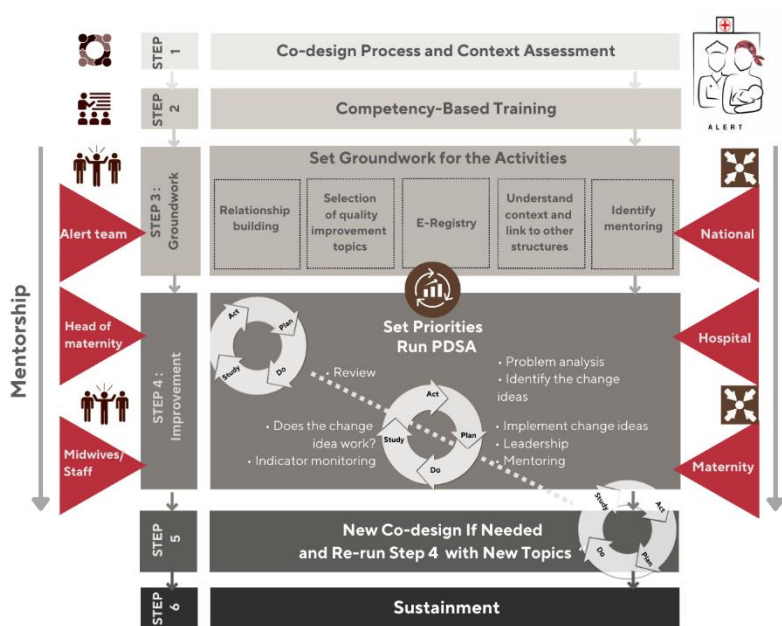 STEP
1
Co-design Process and Context Assessment
ALERT
STEP
2
Competency-Based Training
Mentorship
STEP 3:
Groundwork
Set Groundwork for the Activities
Relationship
building
Selection
of quality
improvement
topics
E-Registry
Understand
context and
link to other
structures
Identify
mentoring
Alert team
National
Head of
maternity
Hospital
Midwives/
Staff
Maternity
STEP 4:
Improvement
Set Priorities
Run PDSA
Act
Plan
Do
Study
• Review
• Problem analysis
• Identify the change
ideas
Act
Plan
Do
Study
• Does the change
idea work?
• Indicator monitoring
• Implement change ideas
• Leadership
• Mentoring
STEP
5
New Co-design If Needed
and Re-run Step 4 with New Topics
Study
Act
Plan
Do
STEP
6
Sustainment